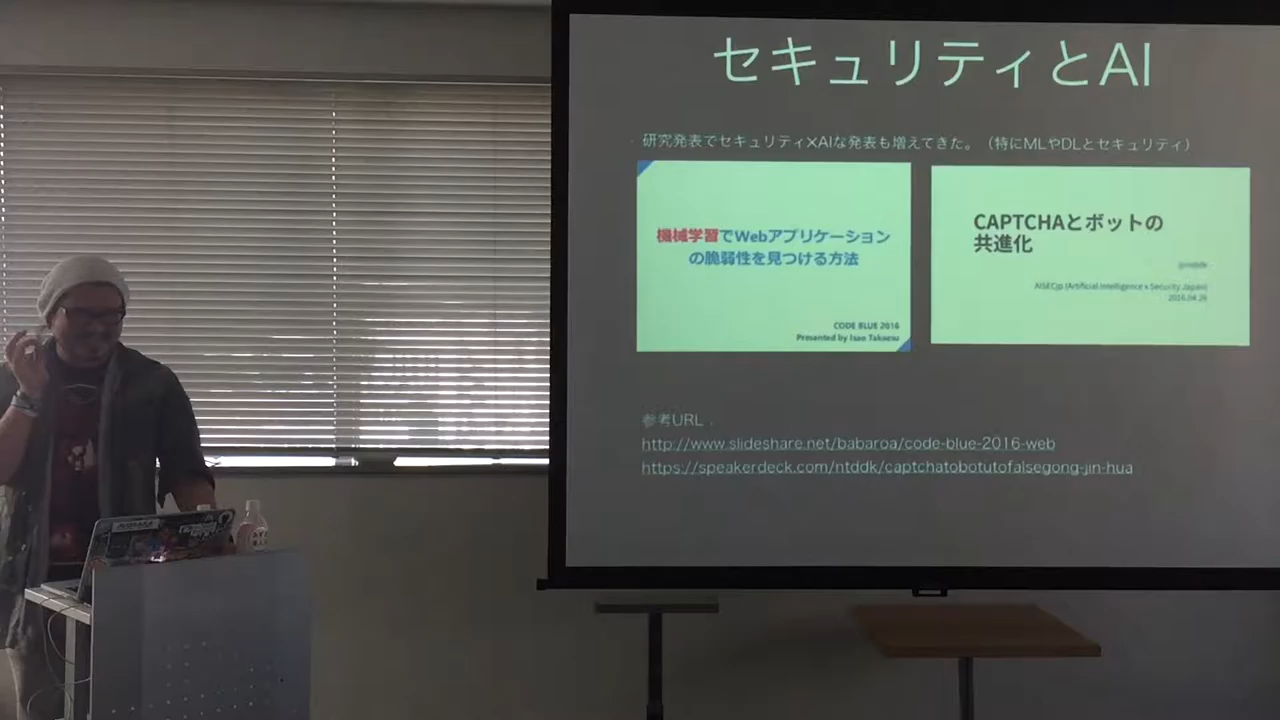 セキュリティとAI
研究発表でセキュリティ×AIな発表も増えてきた。（特にMLやDLとセキュリティ）
機械学習でWebアプリケーション
の脆弱性を見つける方法
CODE BLUE 2016
Presented by Isao Takaesu
CAPTCHAとボットの
共進化
AISECjp (Artificial Intelligence x Security Japan)
2016.04.26
参考URL．
http://www.slideshare.net/babaroa/code-blue-2016-web
https://speakerdeck.com/ntddk/captchatobotutofalsegong-jin-hua